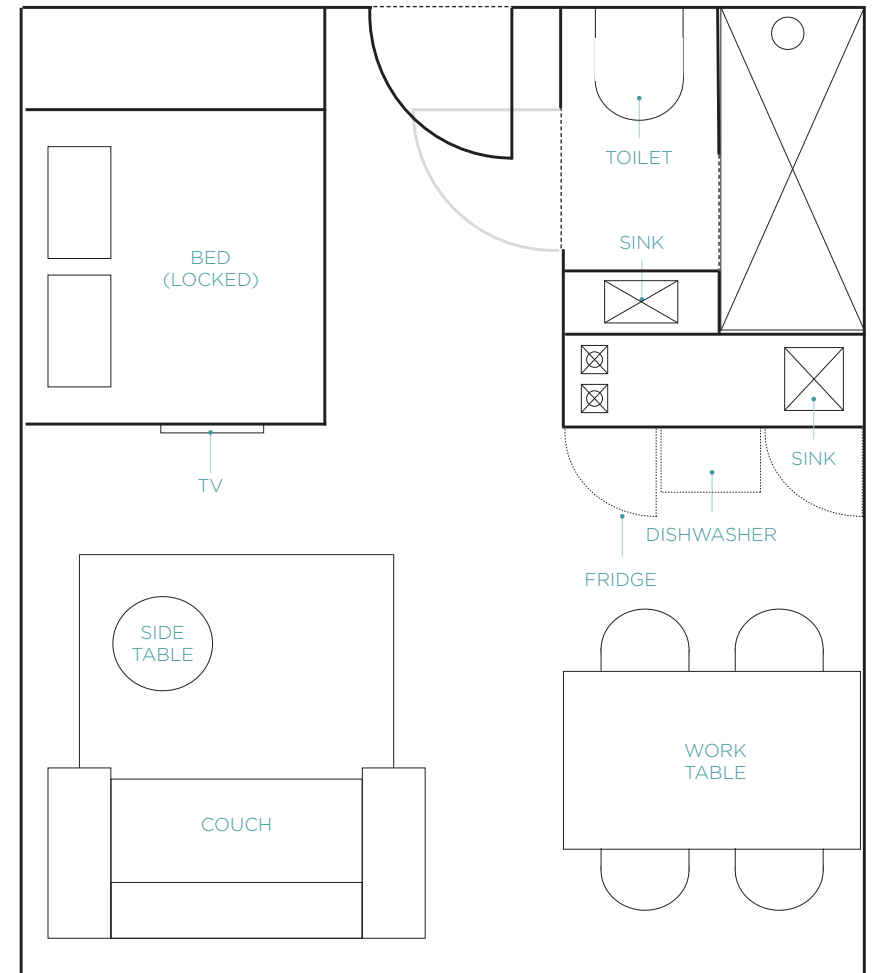 TOILET
SINK
BED
(LOCKED)
SINK
TV
DISHWASHER
FRIDGE
SIDE
TABLE
WORK
TABLE
COUCH